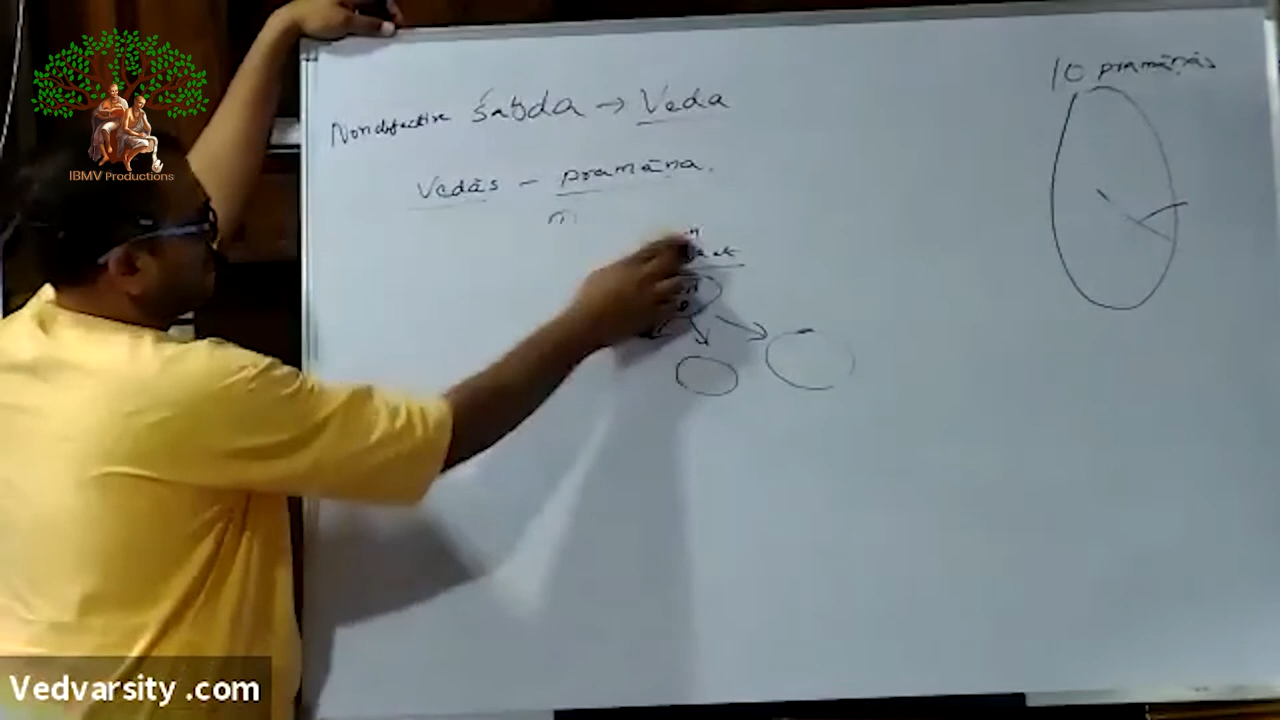 IBMV Productions
10 pramāṇas
Nondefective śabda → Veda
Vedās – pramāṇa.
Vedvarsity .com